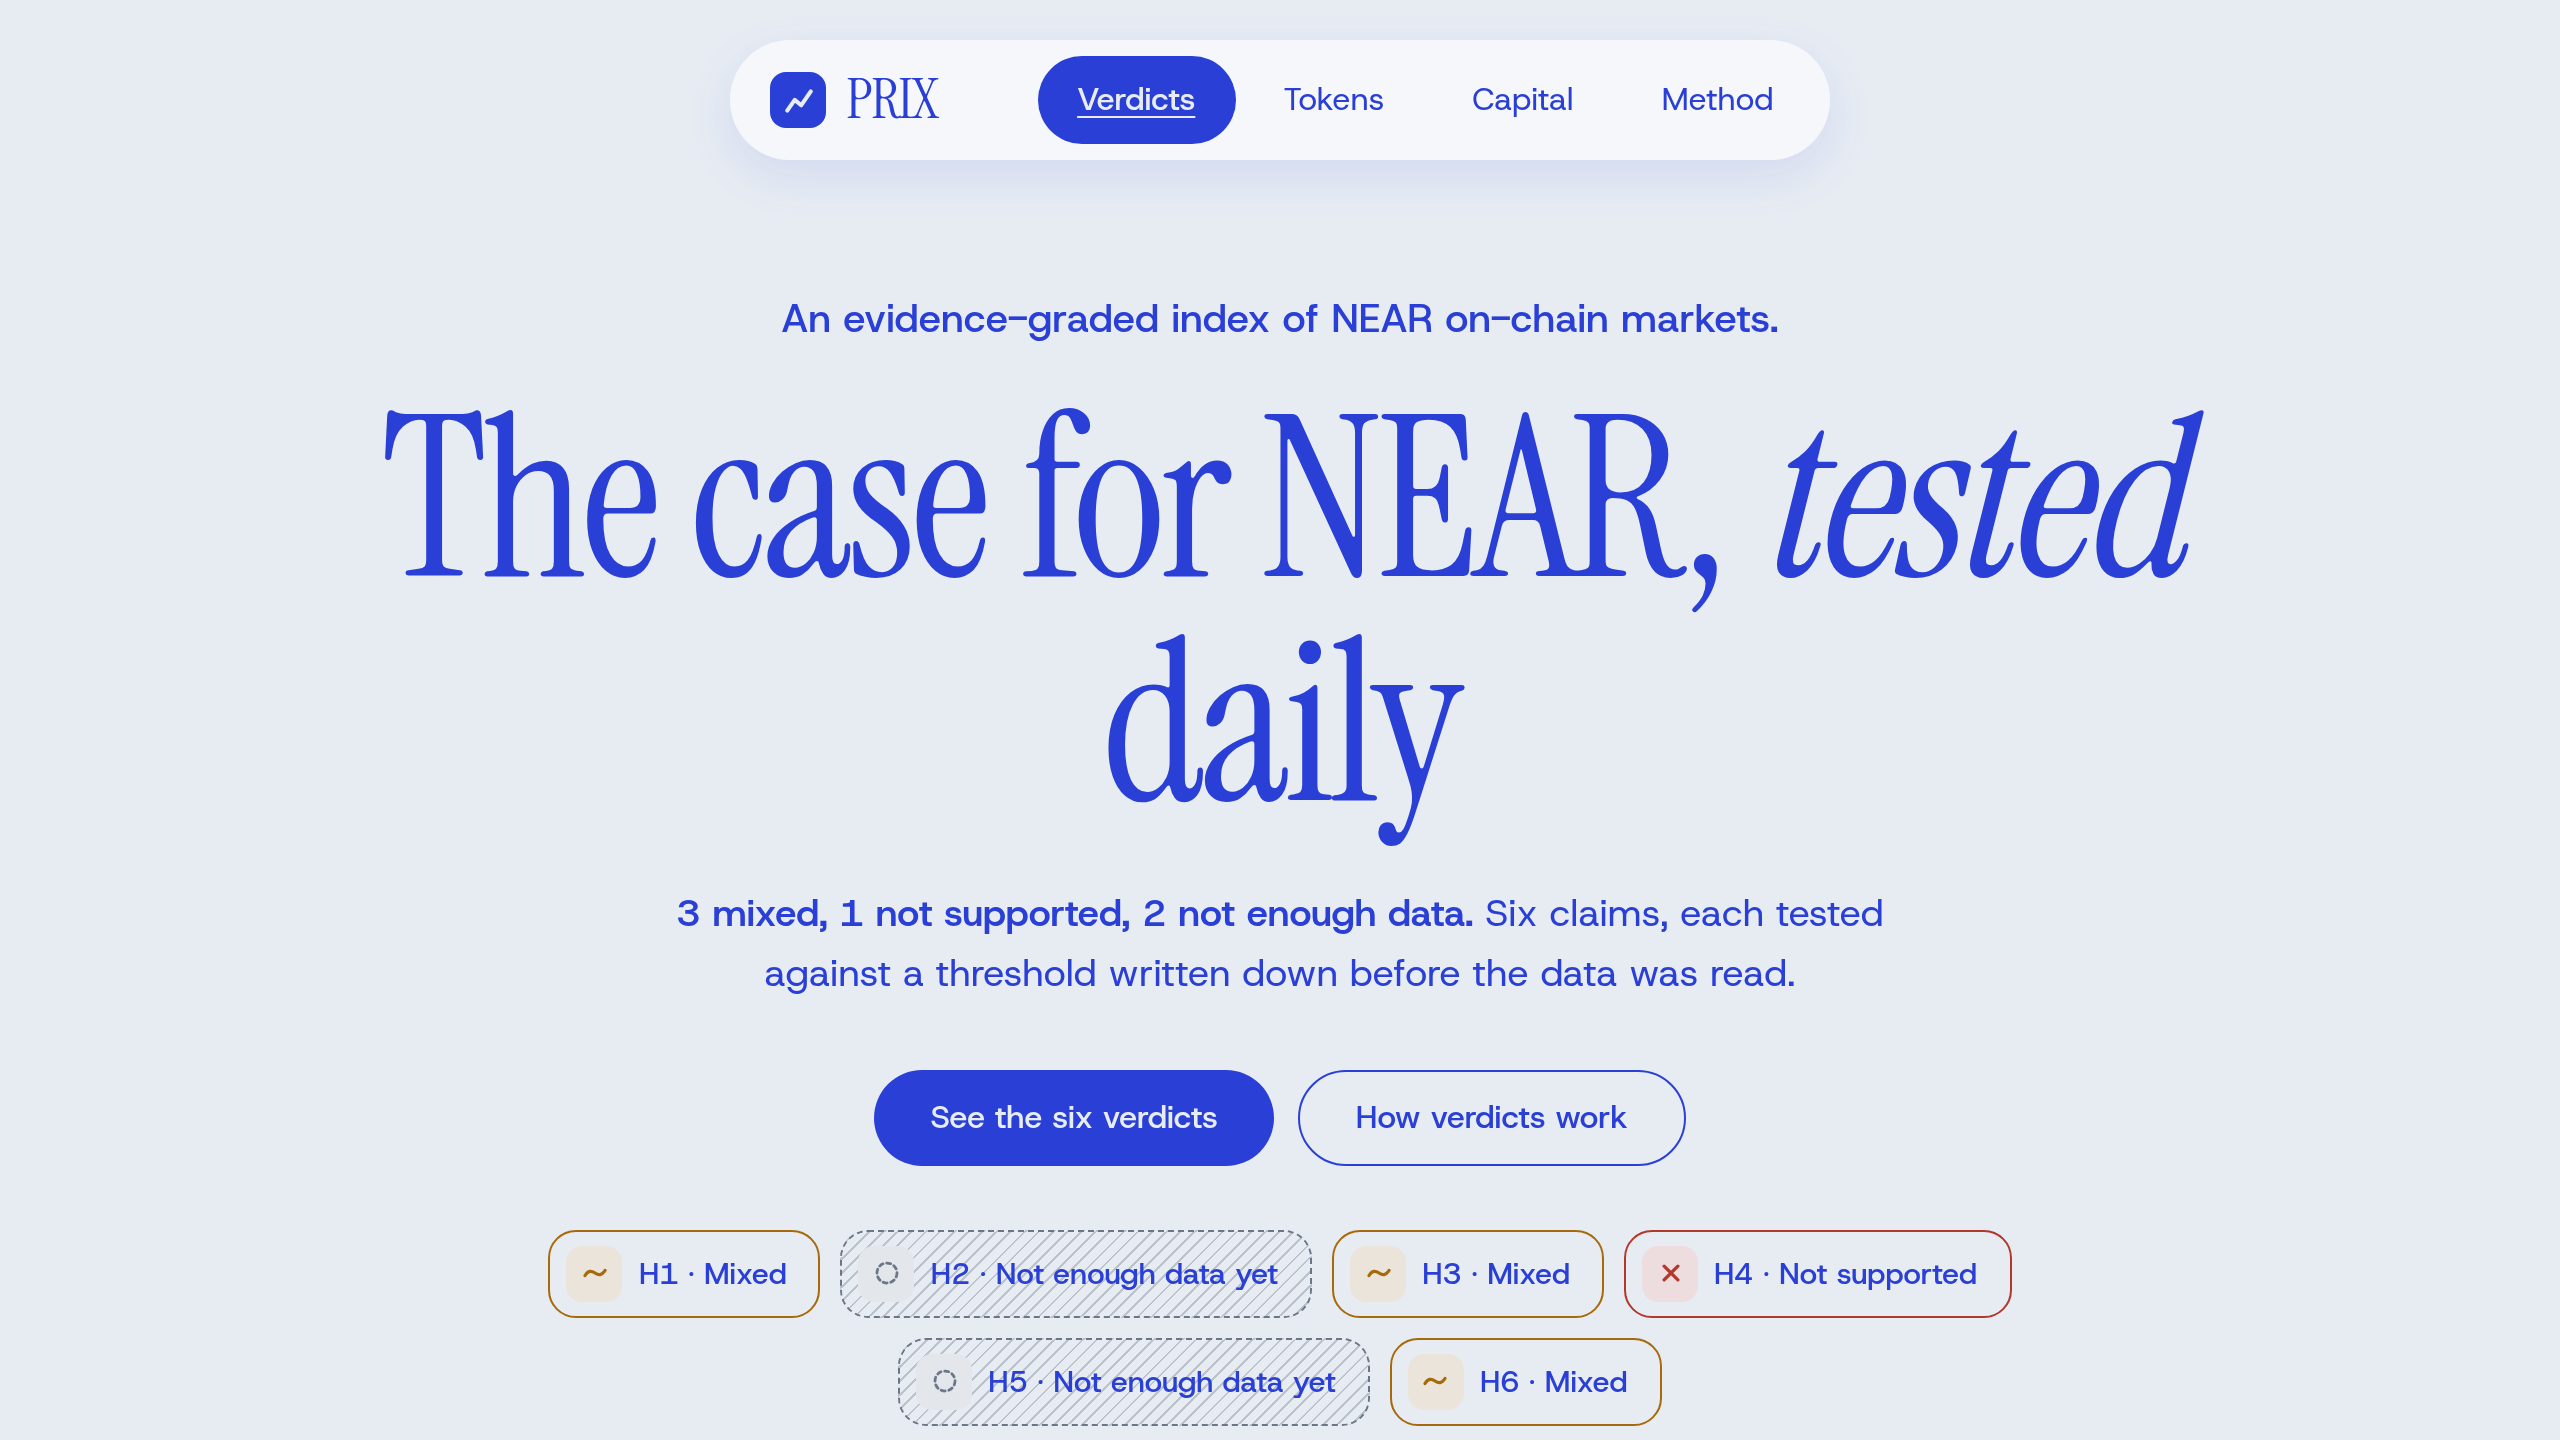 PRIX
Verdicts Tokens Capital Method
An evidence-graded index of NEAR on-chain markets.
The case for NEAR, tested
daily
3 mixed, 1 not supported, 2 not enough data. Six claims, each tested
against a threshold written down before the data was read.
See the six verdicts How verdicts work
H1 · Mixed H2 · Not enough data yet H3 · Mixed H4 · Not supported
H5 · Not enough data yet H6 · Mixed